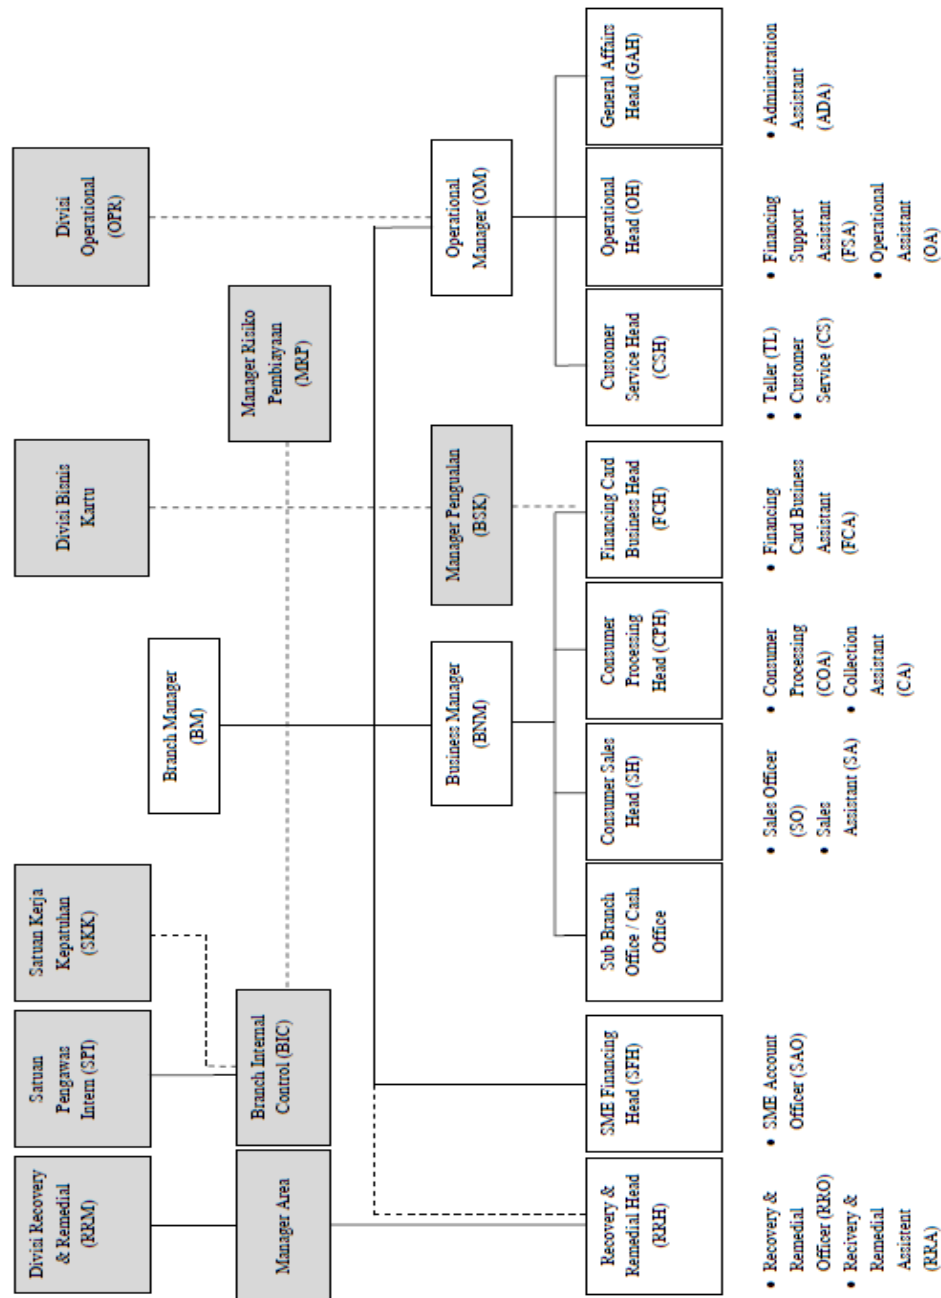 Divisi Recovery
& Remedial
(RRM)
Satuan
Pengawas
Intern (SPI)
Satuan Kerja
Kepatuhan
(SKK)
Divisi Bisnis
Kartu
Divisi
Operational
(OPR)
Branch Manager
(BM)
Manager Area
Branch Internal
Control (BIC)
Manager Risiko
Pembiayaan
(MRP)
Business Manager
(BNM)
Manager Pengualan
(BSK)
Operational
Manager (OM)
Recovery &
Remedial Head
(RRH)
SME Financing
Head (SFH)
Sub Branch
Office / Cash
Office
Consumer Sales
Head (SH)
Consumer
Processing
Head (CPH)
Financing Card
Business Head
(FCH)
Customer
Service Head
(CSH)
Operational
Head (OH)
General Affairs
Head (GAH)
• Recovery &
Remedial
Officer (RRO)
• Recivery &
Remedial
Assistant
(RRA)
• SME Account
Officer (SAO)
• Sales Officer
(SO)
• Sales
Assistant (SA)
• Consumer
Processing
(COA)
• Collection
Assistant
(CA)
• Financing
Card Business
Assistant
(FCA)
• Teller (TL)
• Customer
Service (CS)
• Financing
Support
Assistant
(FSA)
• Operational
Assistant
(OA)
• Administration
Assistant
(ADA)